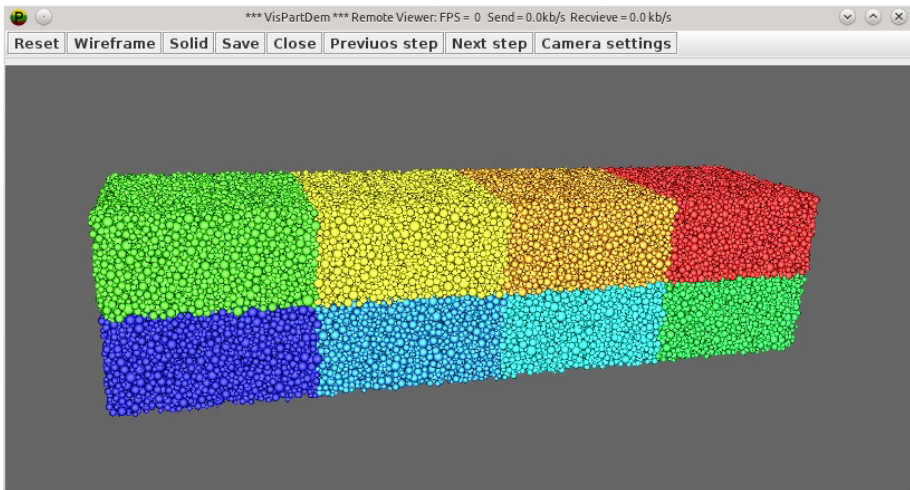 *** VisPartDem *** Remote Viewer: FPS = 0 Send = 0.0kb/s Recvieve = 0.0 kb/s
Reset Wireframe Solid Save Close Previuos step Next step Camera settings